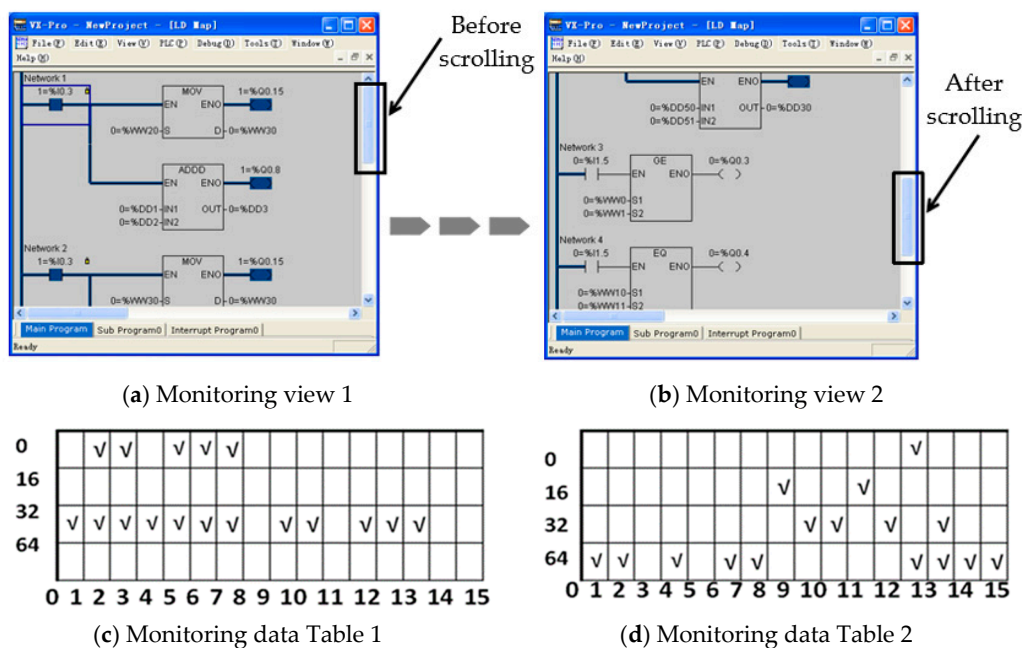 VX-Pro - NewProject - [LD Map]
File(F) Edit(E) View(V) PLC(P) Debug(D) Tools(T) Window(W)
Help(H)
Network 1
1=%I0.3
MOV
1=%Q0.15
EN ENO
0=%WW20 S D 0=%WW30
ADDD
1=%Q0.8
EN ENO
0=%DD1 IN1 OUT 0=%DD3
0=%DD2 IN2
Network 2
1=%I0.3
MOV
1=%Q0.15
EN ENO
0=%WW30 S D 0=%WW30
Main Program Sub Program0 Interrupt Program0
Ready
Before
scrolling
VX-Pro - NewProject - [LD Map]
File(F) Edit(E) View(V) PLC(P) Debug(D) Tools(T) Window(W)
Help(H)
EN ENO
0=%DD50 IN1 OUT 0=%DD30
0=%DD51 IN2
Network 3
0=%I1.5
OE
0=%Q0.3
EN ENO
0=%WW0 S1
0=%WW1 S2
Network 4
0=%I1.5
EQ
0=%Q0.4
EN ENO
0=%WW10 S1
0=%WW11 S2
Main Program Sub Program0 Interrupt Program0
Ready
After
scrolling
(a) Monitoring view 1
(b) Monitoring view 2
0 √ √ √ √ √
16
32 √ √ √ √ √ √ √ √ √ √ √ √
64
0 1 2 3 4 5 6 7 8 9 10 11 12 13 14 15
(c) Monitoring data Table 1
0 √
16 √ √
32 √ √ √ √
64 √ √ √ √ √ √ √ √ √
0 1 2 3 4 5 6 7 8 9 10 11 12 13 14 15
(d) Monitoring data Table 2